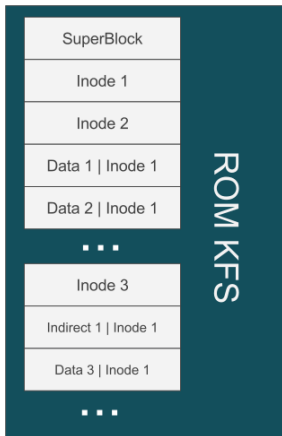 SuperBlock
Inode 1
Inode 2
Data 1 | Inode 1
Data 2 | Inode 1
...
Inode 3
Indirect 1 | Inode 1
Data 3 | Inode 1
...
ROM KFS